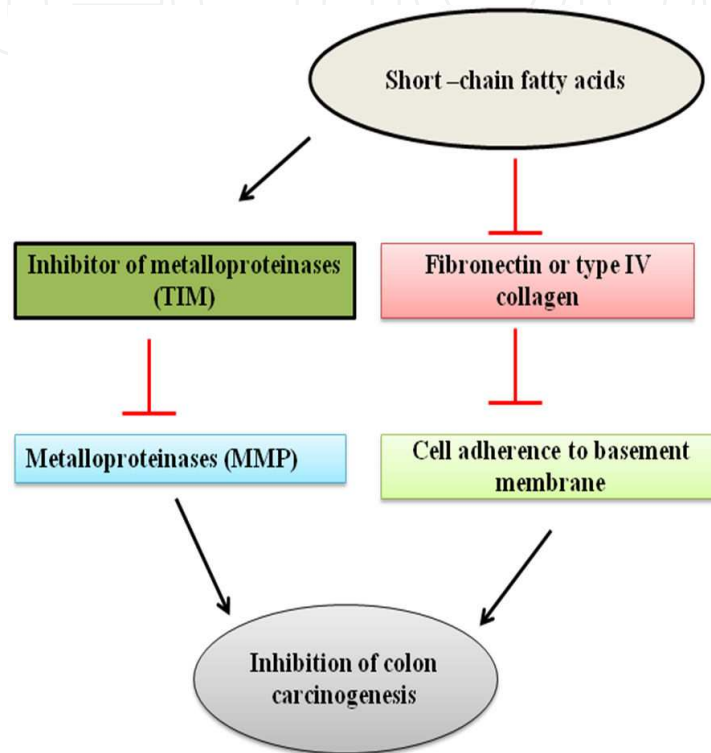 Short –chain fatty acids
Inhibitor of metalloproteinases
(TIM)
Fibronectin or type IV
collagen
Metalloproteinases (MMP)
Cell adherence to basement
membrane
Inhibition of colon
carcinogenesis